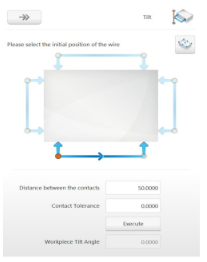 Tilt
Please select the initial position of the wire
Distance between the contacts
50.0000
Contact Tolerance
0.0000
Execute
Workpiece Tilt Angle
0.0000